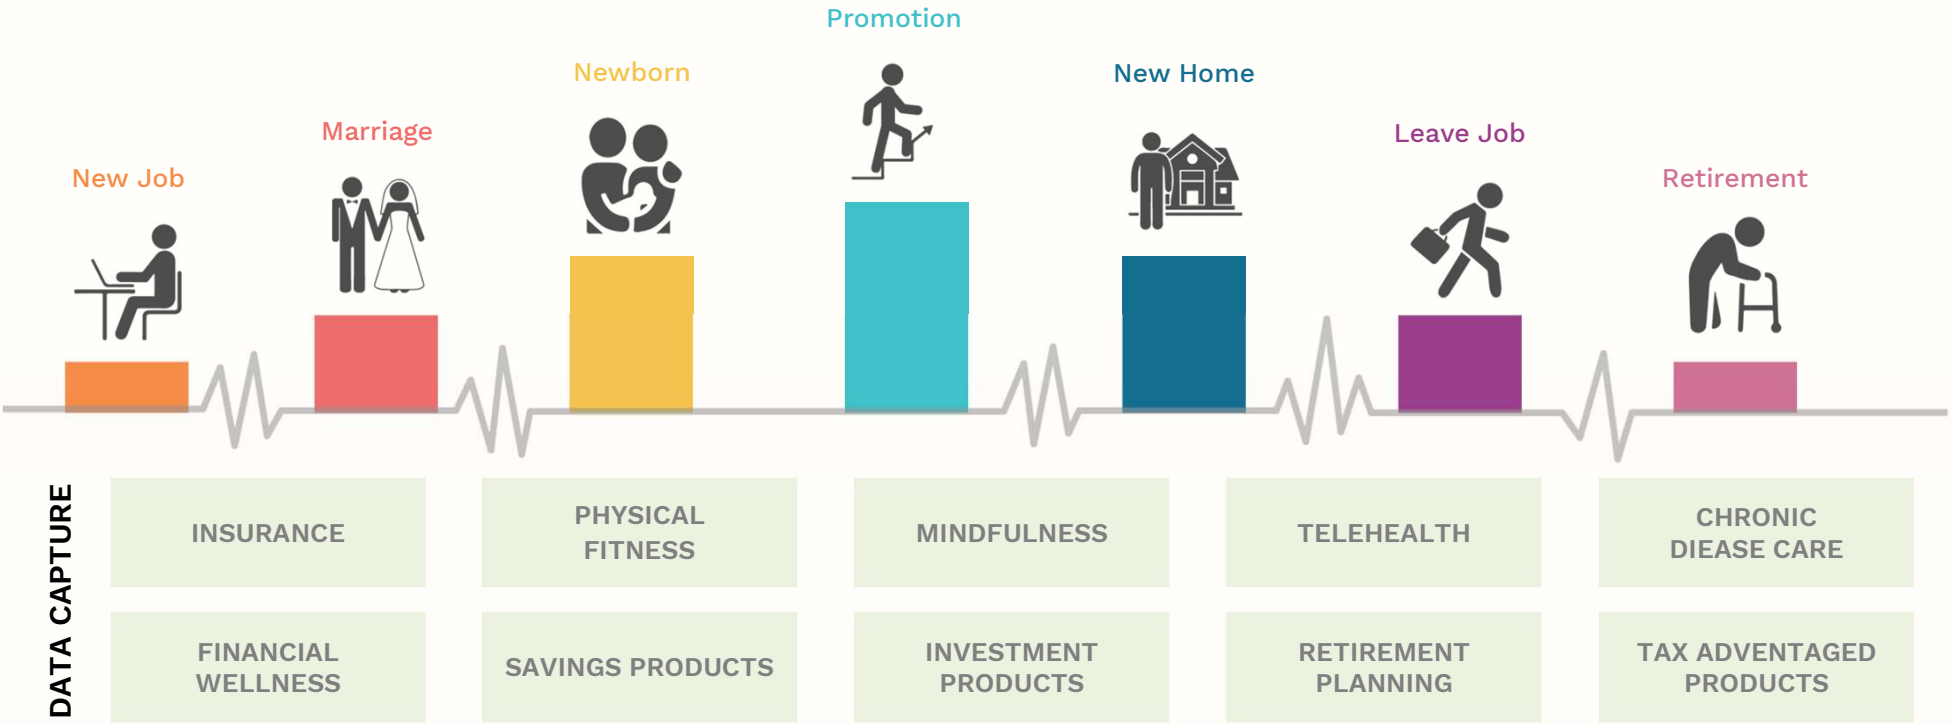 Promotion
Newborn
New Home
Marriage
Leave Job
New Job
Retirement
DATA CAPTURE
INSURANCE
PHYSICAL
FITNESS
MINDFULNESS
TELEHEALTH
CHRONIC
DIEASE CARE
FINANCIAL
WELLNESS
SAVINGS PRODUCTS
INVESTMENT
PRODUCTS
RETIREMENT
PLANNING
TAX ADVENTAGED
PRODUCTS